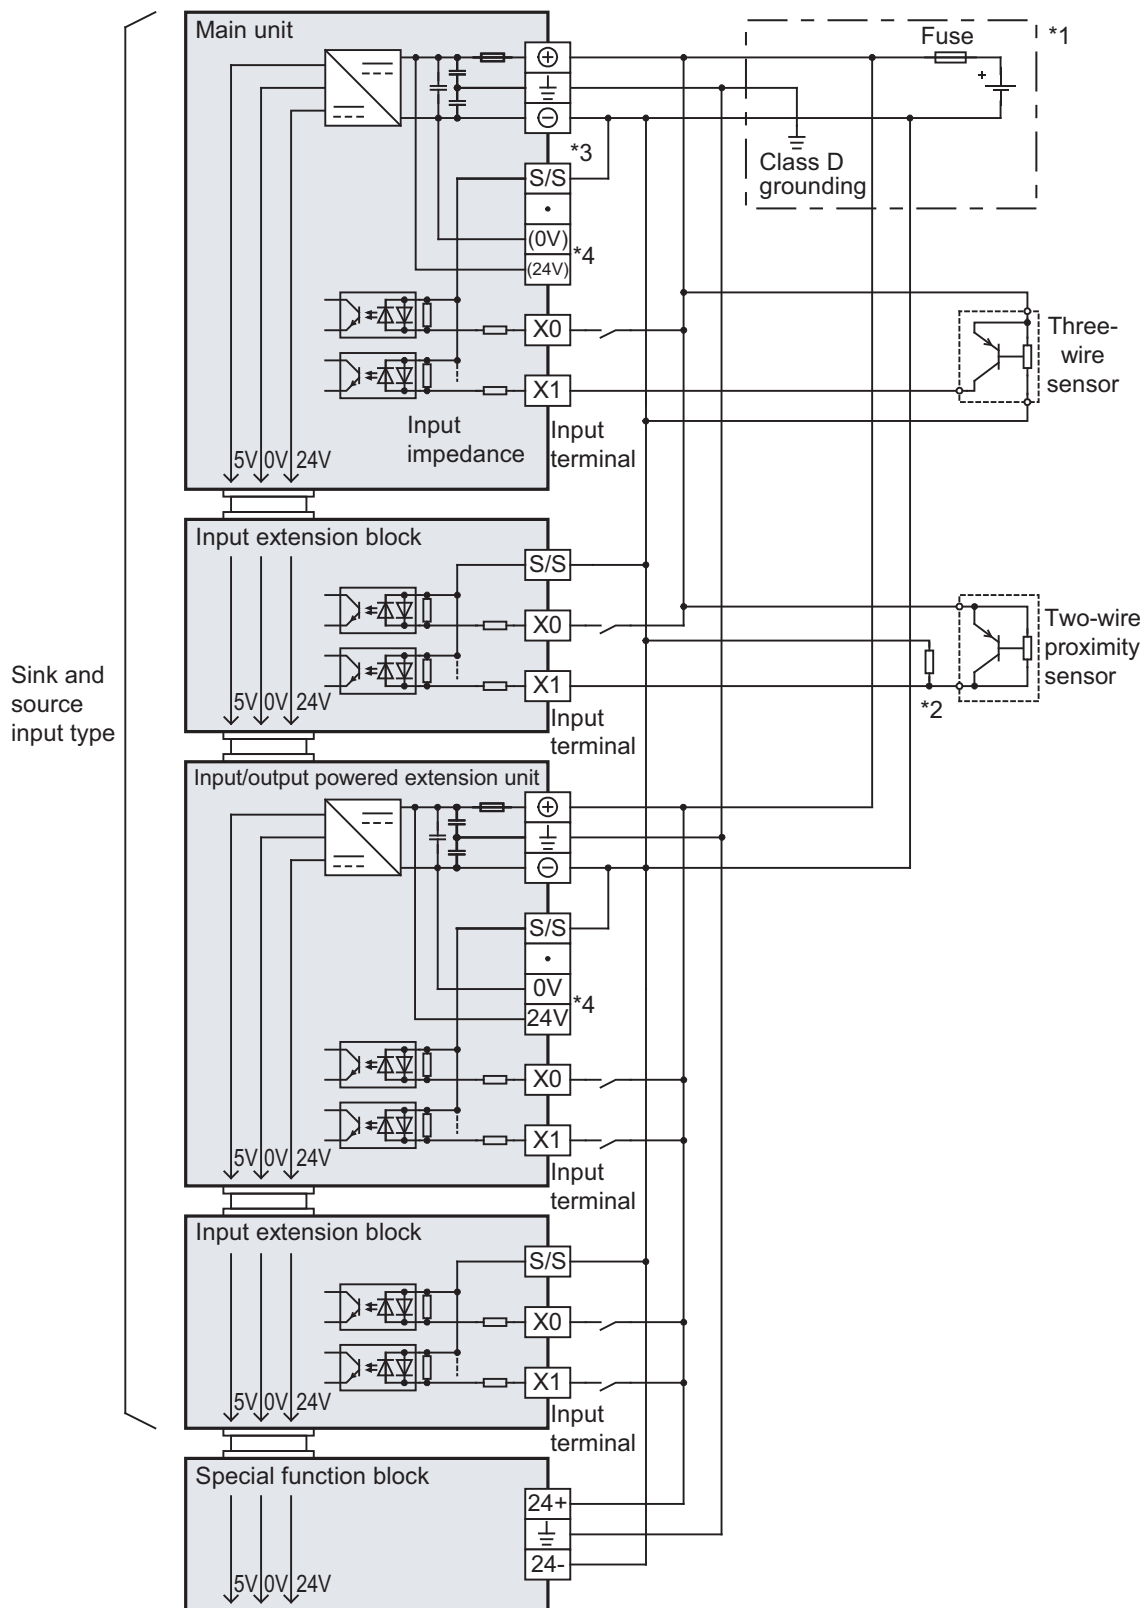 Main unit
Fuse
*1
+
Class D
grounding
*3
S/S
(0V)
*4
(24V)
X0
Three-
wire
sensor
X1
Input
impedance
Input
terminal
5V 0V 24V
Input extension block
S/S
X0
Two-wire
proximity
sensor
X1
*2
5V 0V 24V
Input
terminal
Sink and
source
input type
Input/output powered extension unit
S/S
0V
*4
24V
X0
X1
5V 0V 24V
Input
terminal
Input extension block
S/S
X0
X1
5V 0V 24V
Input
terminal
Special function block
24+
24-
5V 0V 24V